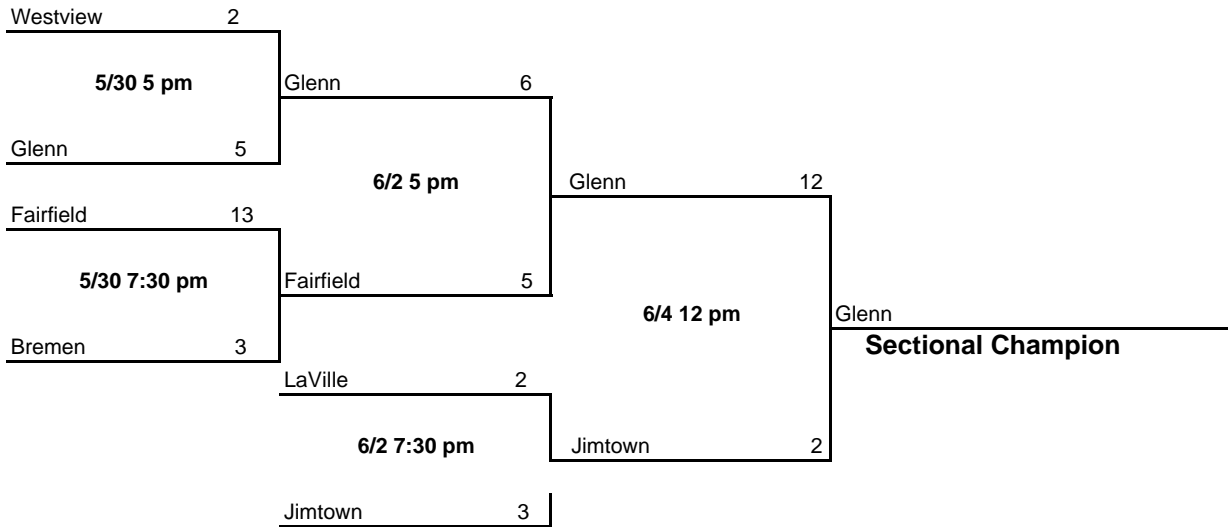 Westview 2
5/30 5 pm
Glenn 6
Glenn 5
6/2 5 pm
Glenn 12
Fairfield 13
5/30 7:30 pm
Fairfield 5
6/4 12 pm
Glenn
Sectional Champion
Bremen 3
LaVille 2
6/2 7:30 pm
Jimtown 2
Jimtown 3